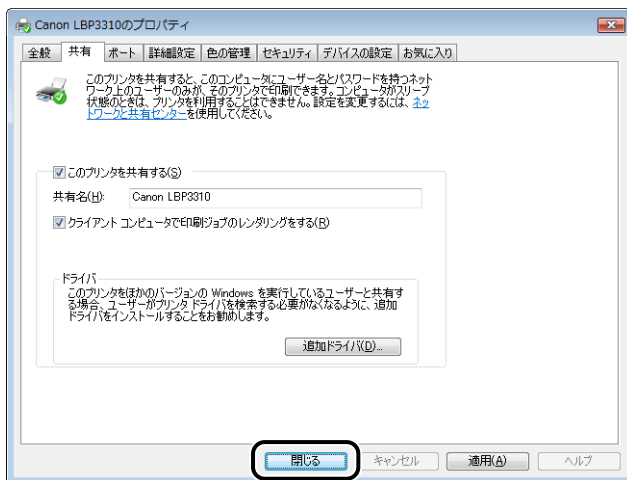 Canon LBP3310のプロパティ
全般 共有 ポート 詳細設定 色の管理 セキュリティ デバイスの設定 お気に入り
このプリンタを共有すると、このコンピュータにユーザー名とパスワードを持つネット
ワーク上のユーザーのみが、そのプリンタで印刷できます。コンピュータがスリープ
状態のときは、プリンタを利用することはできません。設定を変更するには、ネッ
トワークと共有センターを使用してください。
このプリンタを共有する(S)
共有名(H): Canon LBP3310
クライアント コンピュータで印刷ジョブのレンダリングをする(R)
ドライバ
このプリンタをほかのバージョンの Windows を実行しているユーザーと共有す
る場合、ユーザーがプリンタ ドライバを検索する必要がなくなるように、追加
ドライバをインストールすることをお勧めします。
追加ドライバ(D)...
閉じる キャンセル 適用(A) ヘルプ